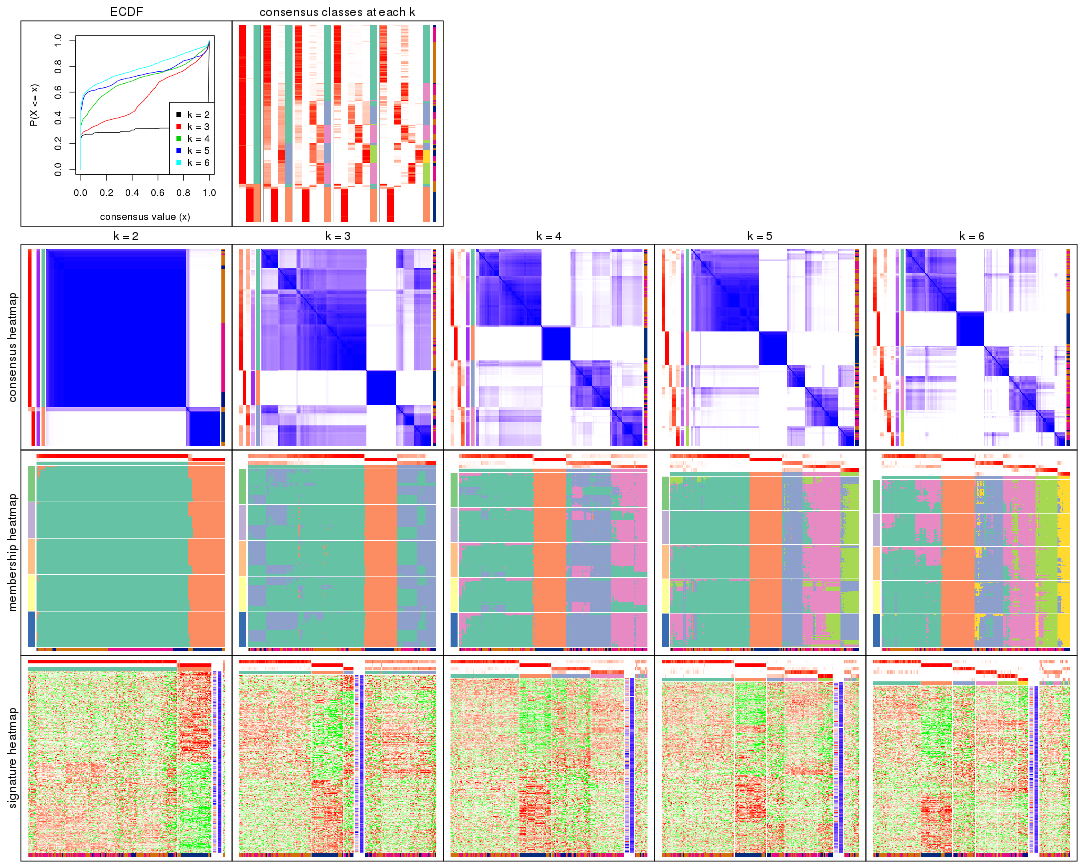 ECDF
consensus classes at each k
P(X <= x)
0.0 0.2 0.4 0.6 0.8 1.0
k = 2
k = 3
k = 4
k = 5
k = 6
0.0 0.2 0.4 0.6 0.8 1.0
consensus value (x)
k = 2 k = 3 k = 4 k = 5 k = 6
consensus heatmap
membership heatmap
signature heatmap